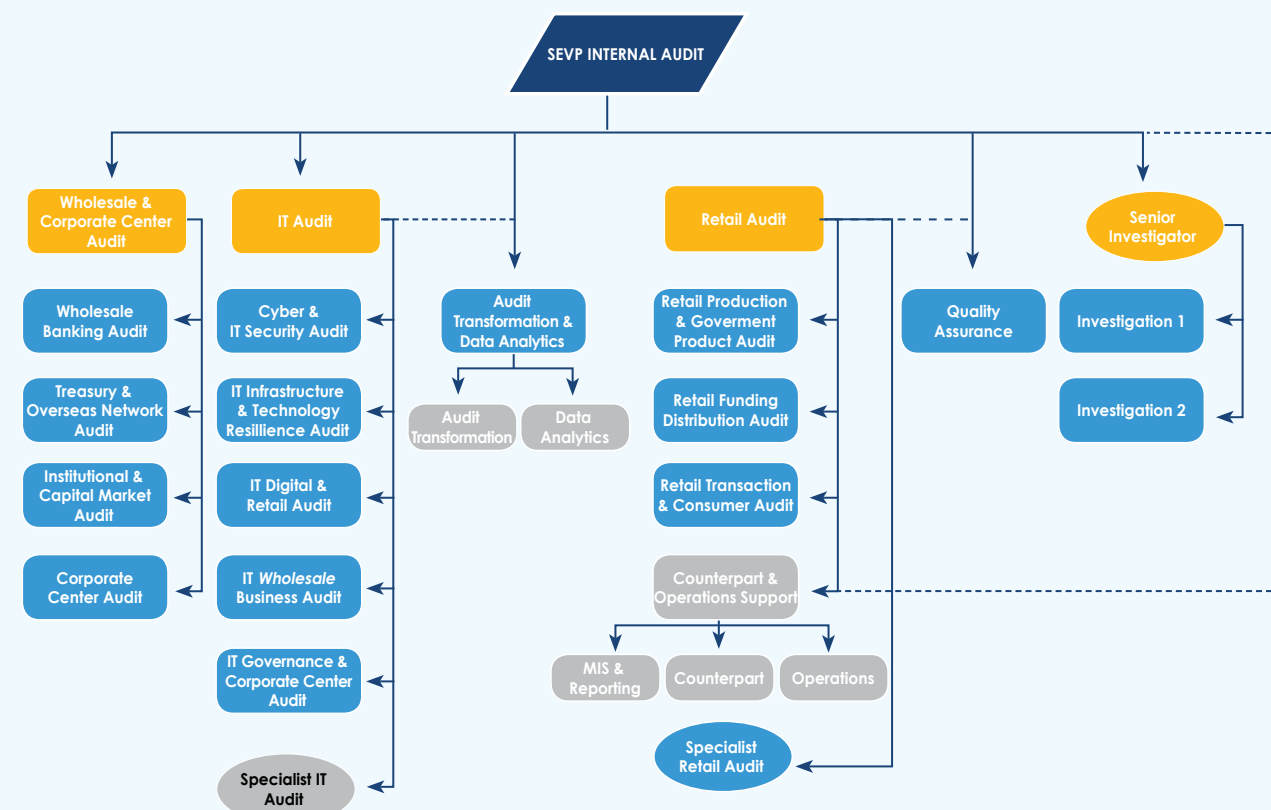 SEVP INTERNAL AUDIT
Wholesale &
Corporate Center
Audit
IT Audit
Retail Audit
Senior
Investigator
Wholesale
Banking Audit
Cyber &
IT Security Audit
Audit
Transformation &
Data Analytics
Retail Production
& Goverment
Product Audit
Quality
Assurance
Investigation 1
Treasury &
Overseas Network
Audit
IT Infrastructure
& Technology
Resillience Audit
Audit
Transformation
Data
Analytics
Retail Funding
Distribution Audit
Investigation 2
Institutional &
Capital Market
Audit
IT Digital &
Retail Audit
Retail Transaction
& Consumer Audit
Corporate
Center Audit
IT Wholesale
Business Audit
Counterpart &
Operations Support
IT Governance &
Corporate Center
Audit
MIS &
Reporting
Counterpart
Operations
Specialist IT
Audit
Specialist
Retail Audit